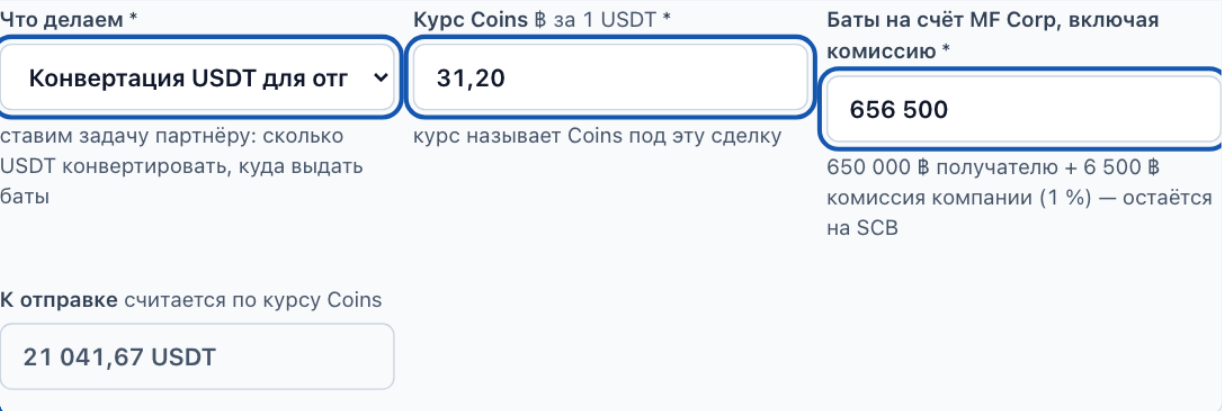 Что делаем *
Конвертация USDT для отг
ставим задачу партнёру: сколько
USDT конвертировать, куда выдать
баты
Курс Coins ฿ за 1 USDT *
31,20
курс называет Coins под эту сделку
Баты на счёт MF Corp, включая
комиссию *
656 500
650 000 ฿ получателю + 6 500 ฿
комиссия компании (1 %) — остаётся
на SCB
К отправке считается по курсу Coins
21 041,67 USDT